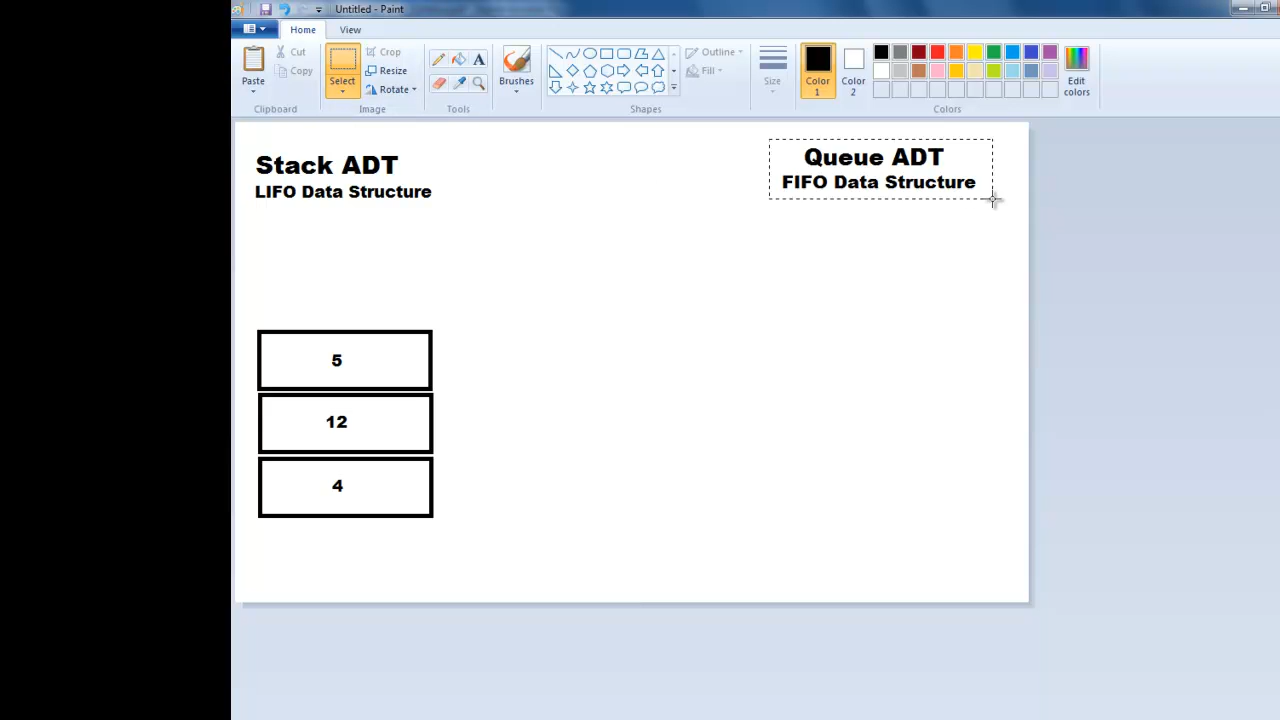 Untitled - Paint
Home
View
Paste
Cut
Copy
Clipboard
Select
Crop
Resize
Rotate
Image
A
Tools
Brushes
Outline
Fill
Shapes
Size
Color
1
Color
2
Edit
colors
Colors
Stack ADT
LIFO Data Structure
Queue ADT
FIFO Data Structure
5
12
4